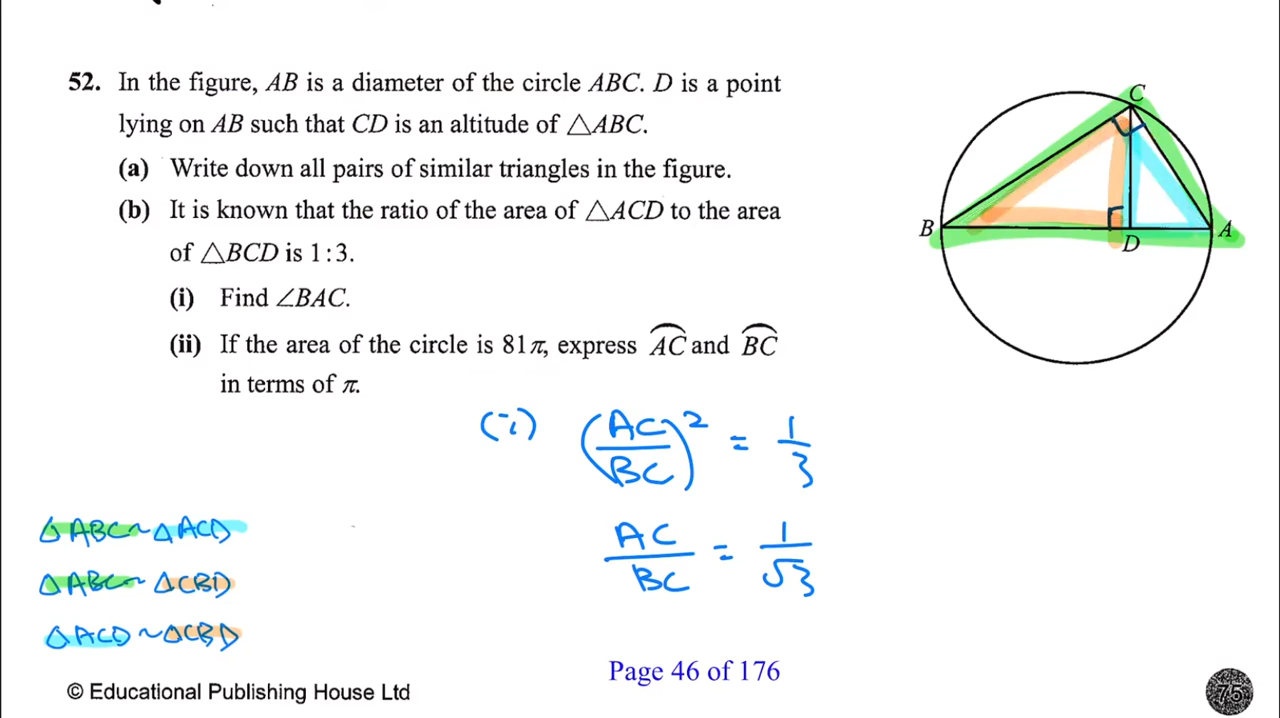 52. In the figure, AB is a diameter of the circle ABC. D is a point
lying on AB such that CD is an altitude of △ABC.
(a) Write down all pairs of similar triangles in the figure.
(b) It is known that the ratio of the area of △ACD to the area
of △BCD is 1:3.
(i) Find ∠BAC.
(ii) If the area of the circle is 81π, express A͡C and B͡C
in terms of π.
C
B
D
A
(i) (AC/BC)² = 1/3
AC/BC = 1/√3
△ABC ~ △ACD
△ABC ~ △CBD
△ACD ~ △CBD
Page 46 of 176
© Educational Publishing House Ltd
75